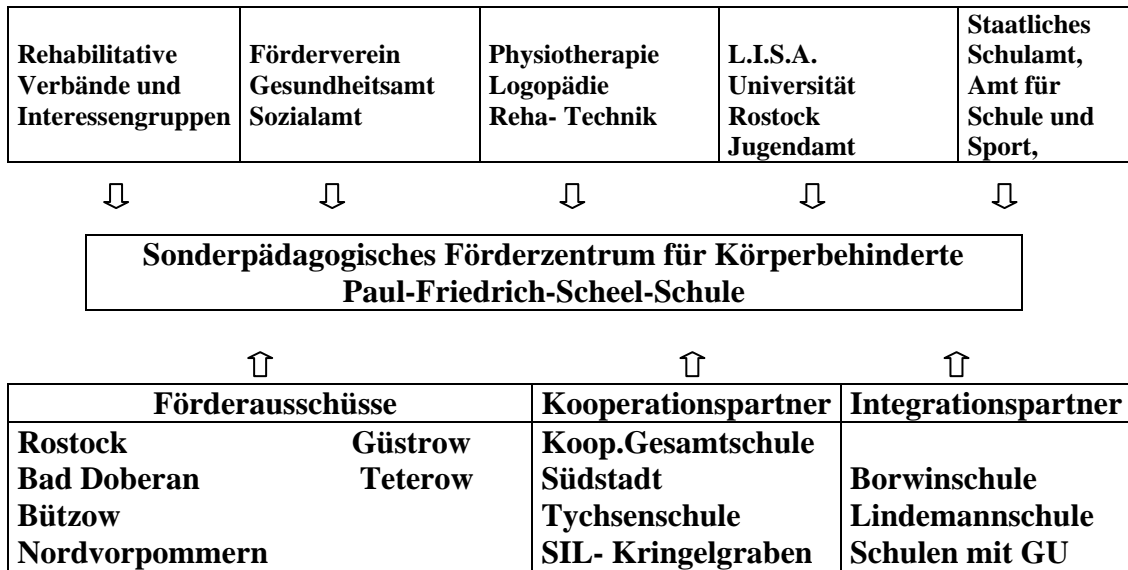 Rehabilitative
Verbände und
Interessengruppen
Förderverein
Gesundheitsamt
Sozialamt
Physiotherapie
Logopädie
Reha- Technik
L.I.S.A.
Universität
Rostock
Jugendamt
Staatliches
Schulamt,
Amt für
Schule und
Sport,
Sonderpädagogisches Förderzentrum für Körperbehinderte
Paul-Friedrich-Scheel-Schule
Förderausschüsse
Rostock Güstrow
Bad Doberan Teterow
Bützow
Nordvorpommern
Kooperationspartner
Koop.Gesamtschule
Südstadt
Tychsenschule
SIL- Kringelgraben
Integrationspartner
Borwinschule
Lindemannschule
Schulen mit GU